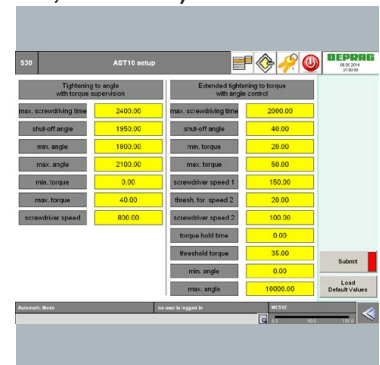 530
AST10 setup
DEPRAG
Tightening to angle
with torque supervision
max. screwdriving time 2400.00
shut-off angle 1950.00
min. angle 1800.00
max. angle 2100.00
min. torque 0.00
max. torque 40.00
screwdriver speed 800.00
Extended tightening to torque
with angle control
max. screwdriving time 2000.00
shut-off angle 40.00
min. torque 20.00
max. torque 50.00
screwdriver speed 1 150.00
thresh. for. speed 2 20.00
screwdriver speed 2 100.00
torque hold time 0.00
threshold torque 35.00
min. angle 0.00
max. angle 10000.00
Submit
Load
Default Values
Automatic Mode
no user is logged in
MESSE